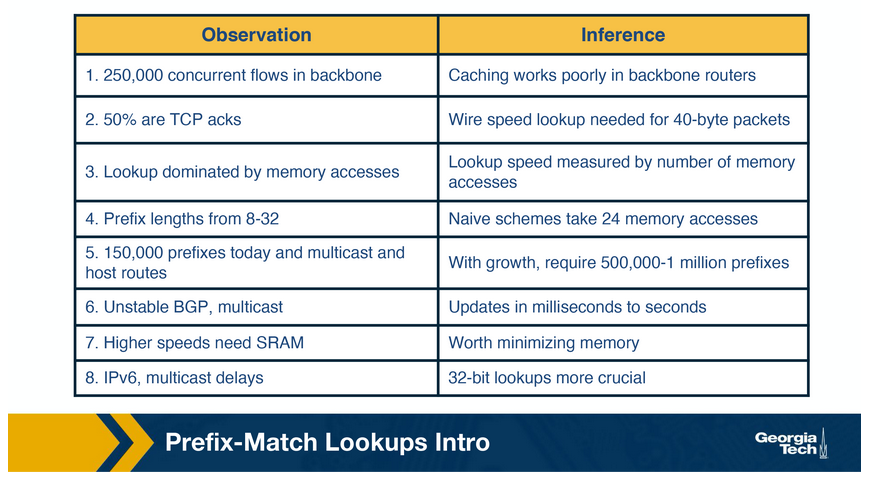 Observation
Inference
1. 250,000 concurrent flows in backbone
Caching works poorly in backbone routers
2. 50% are TCP acks
Wire speed lookup needed for 40-byte packets
3. Lookup dominated by memory accesses
Lookup speed measured by number of memory
accesses
4. Prefix lengths from 8-32
Naive schemes take 24 memory accesses
5. 150,000 prefixes today and multicast and
host routes
With growth, require 500,000-1 million prefixes
6. Unstable BGP, multicast
Updates in milliseconds to seconds
7. Higher speeds need SRAM
Worth minimizing memory
8. IPv6, multicast delays
32-bit lookups more crucial
Prefix-Match Lookups Intro
Georgia
Tech